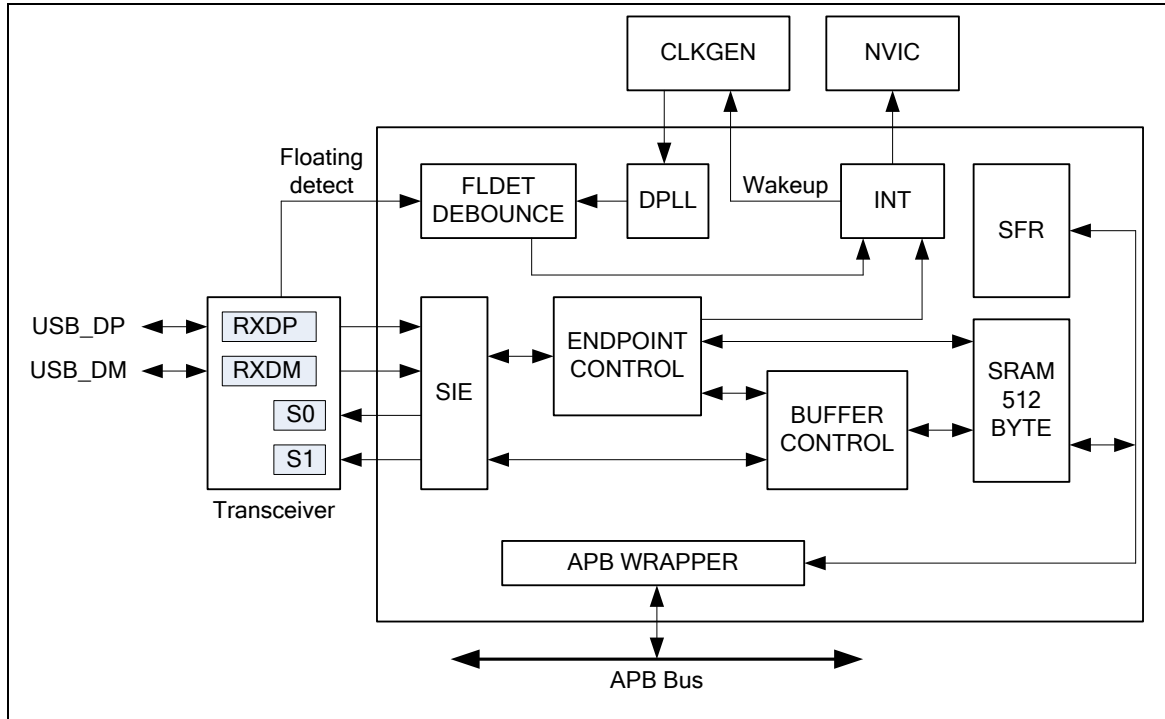 CLKGEN
NVIC
Floating
detect
FLDET
DEBOUNCE
DPLL
Wakeup
INT
SFR
USB_DP
RXDP
USB_DM
RXDM
S0
S1
Transceiver
SIE
ENDPOINT
CONTROL
BUFFER
CONTROL
SRAM
512
BYTE
APB WRAPPER
APB Bus